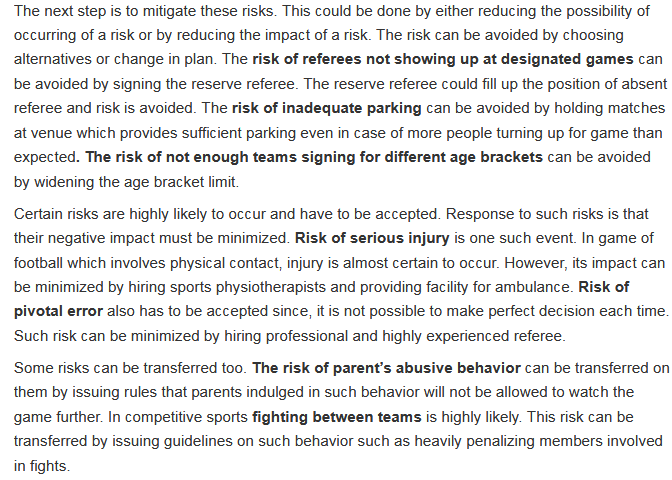 The next step is to mitigate these risks. This could be done by either reducing the possibility of
occurring of a risk or by reducing the impact of a risk. The risk can be avoided by choosing
alternatives or change in plan. The risk of referees not showing up at designated games can
be avoided by signing the reserve referee. The reserve referee could fill up the position of absent
referee and risk is avoided. The risk of inadequate parking can be avoided by holding matches
at venue which provides sufficient parking even in case of more people turning up for game than
expected. The risk of not enough teams signing for different age brackets can be avoided
by widening the age bracket limit.
Certain risks are highly likely to occur and have to be accepted. Response to such risks is that
their negative impact must be minimized. Risk of serious injury is one such event. In game of
football which involves physical contact, injury is almost certain to occur. However, its impact can
be minimized by hiring sports physiotherapists and providing facility for ambulance. Risk of
pivotal error also has to be accepted since, it is not possible to make perfect decision each time.
Such risk can be minimized by hiring professional and highly experienced referee.
Some risks can be transferred too. The risk of parent's abusive behavior can be transferred on
them by issuing rules that parents indulged in such behavior will not be allowed to watch the
game further. In competitive sports fighting between teams is highly likely. This risk can be
transferred by issuing guidelines on such behavior such as heavily penalizing members involved
in fights.